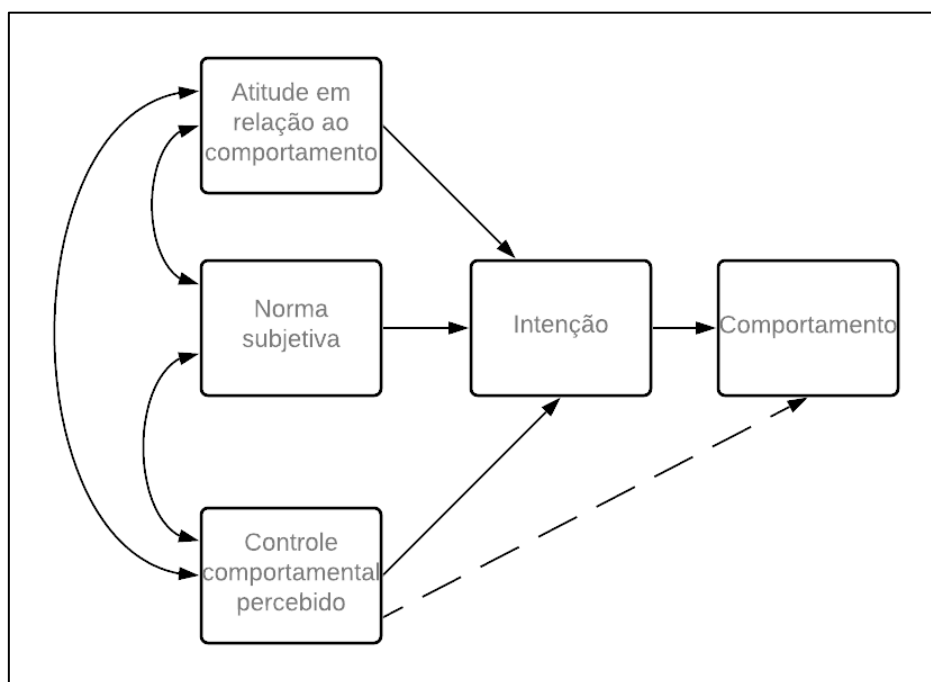 Atitude em
relação ao
comportamento
Norma
subjetiva
Intenção
Comportamento
Controle
comportamental
percebido